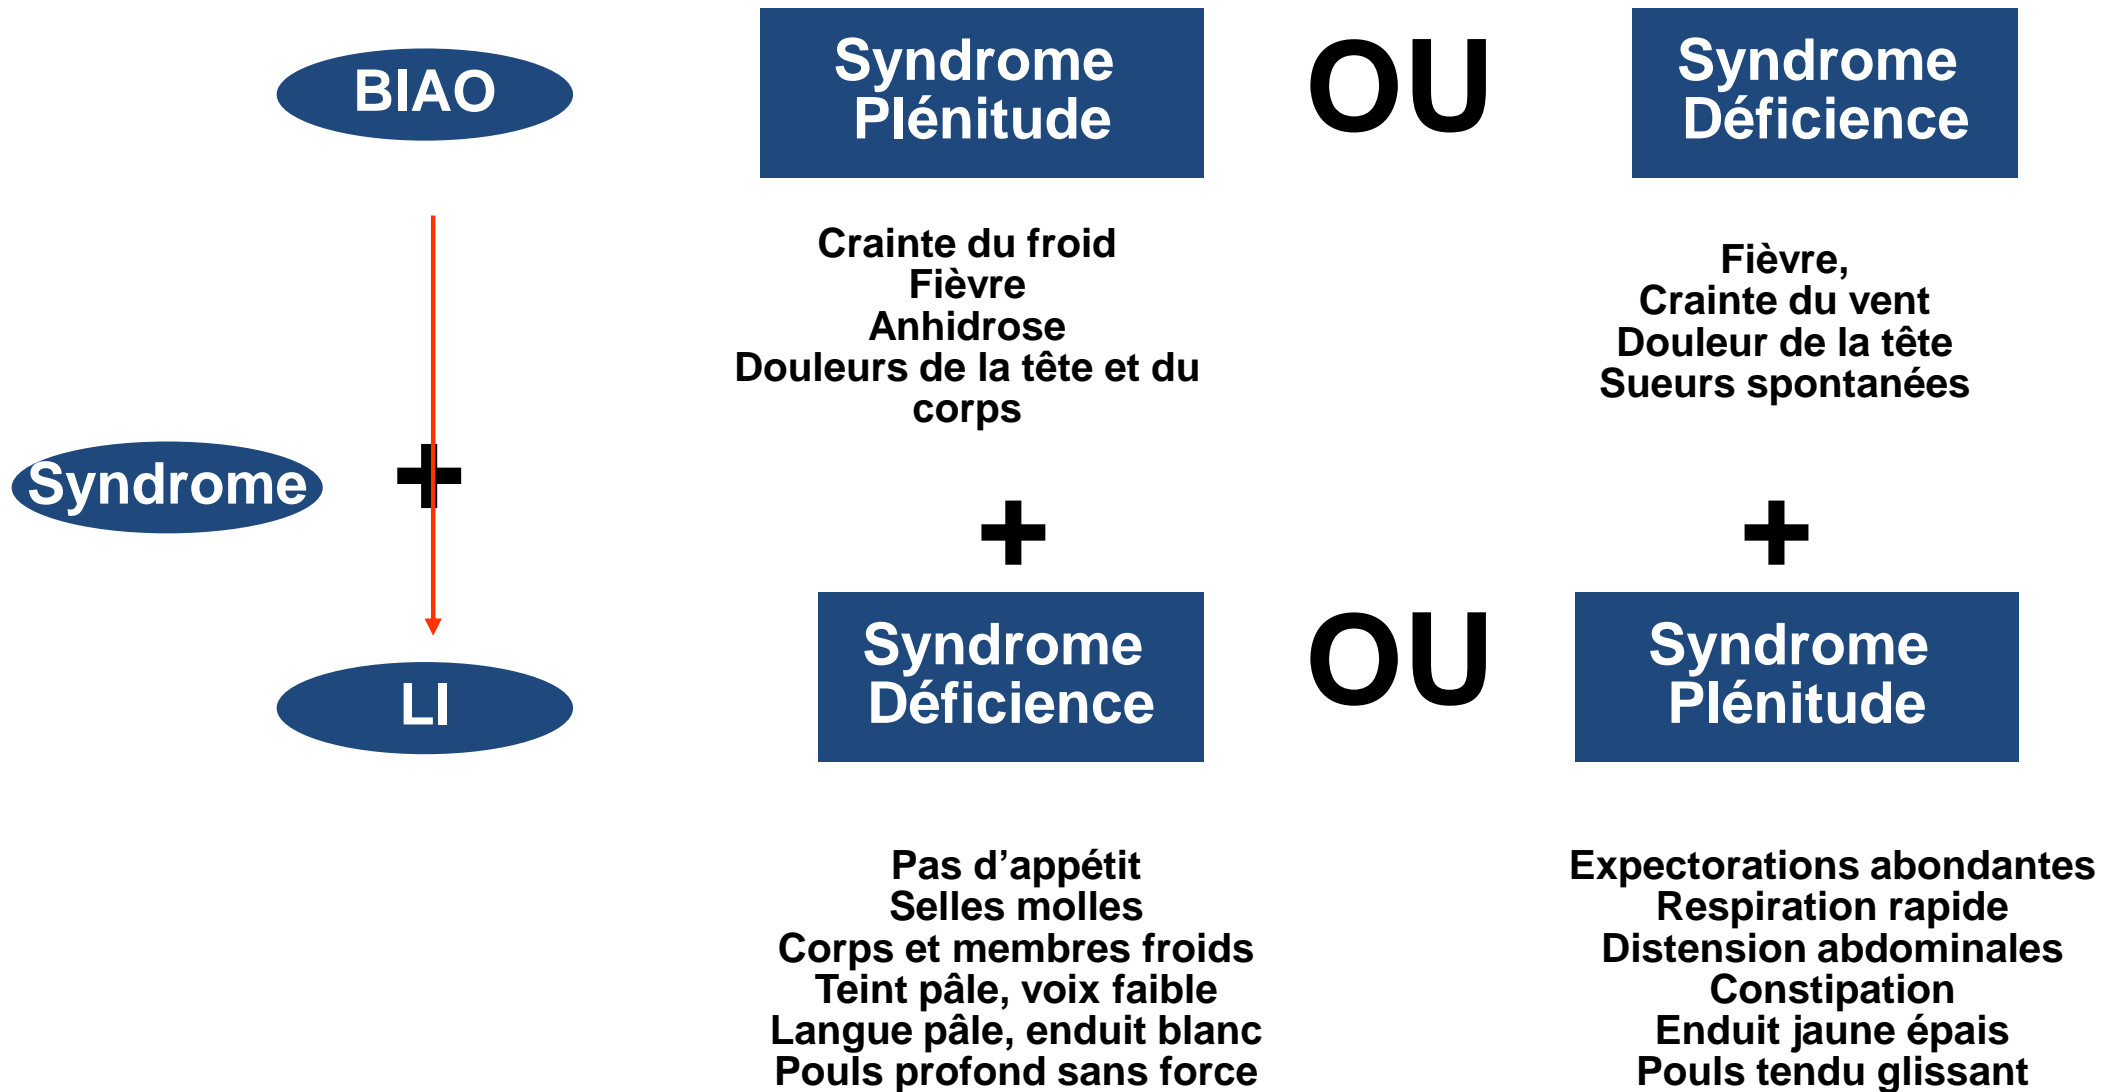 BIAO
Syndrome
Plénitude
OU
Syndrome
Déficience
Crainte du froid
Fièvre
Anhidrose
Douleurs de la tête et du
corps
Fièvre,
Crainte du vent
Douleur de la tête
Sueurs spontanées
Syndrome
+
+
+
LI
Syndrome
Déficience
OU
Syndrome
Plénitude
Pas d’appétit
Selles molles
Corps et membres froids
Teint pâle, voix faible
Langue pâle, enduit blanc
Pouls profond sans force
Expectorations abondantes
Respiration rapide
Distension abdominales
Constipation
Enduit jaune épais
Pouls tendu glissant